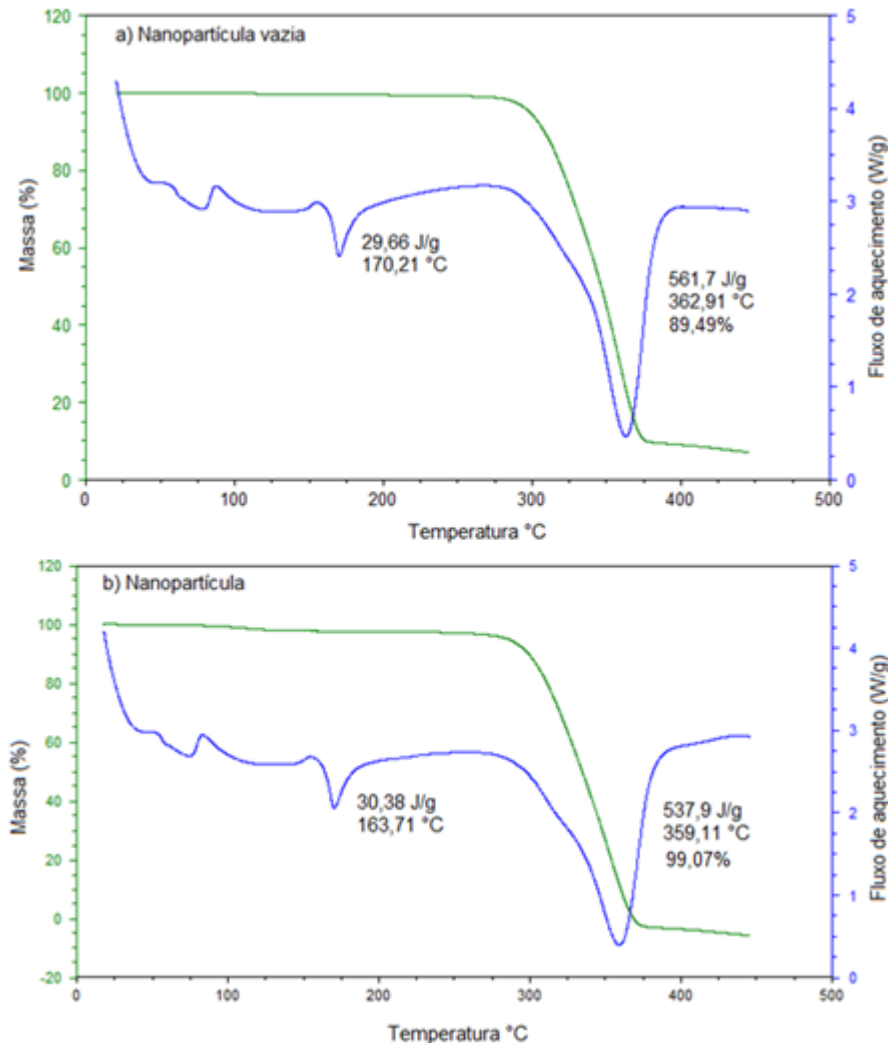 a) Nanopartícula vazia
120
100
80
60
40
20
0
Massa (%)
5
4
3
2
1
0
Fluxo de aquecimento (W/g)
29,66 J/g
170,21 °C
561,7 J/g
362,91 °C
89,49%
0 100 200 300 400 500
Temperatura °C
b) Nanopartícula
120
100
80
60
40
20
0
-20
Massa (%)
5
4
3
2
1
0
Fluxo de aquecimento (W/g)
30,38 J/g
163,71 °C
537,9 J/g
359,11 °C
99,07%
0 100 200 300 400 500
Temperatura °C